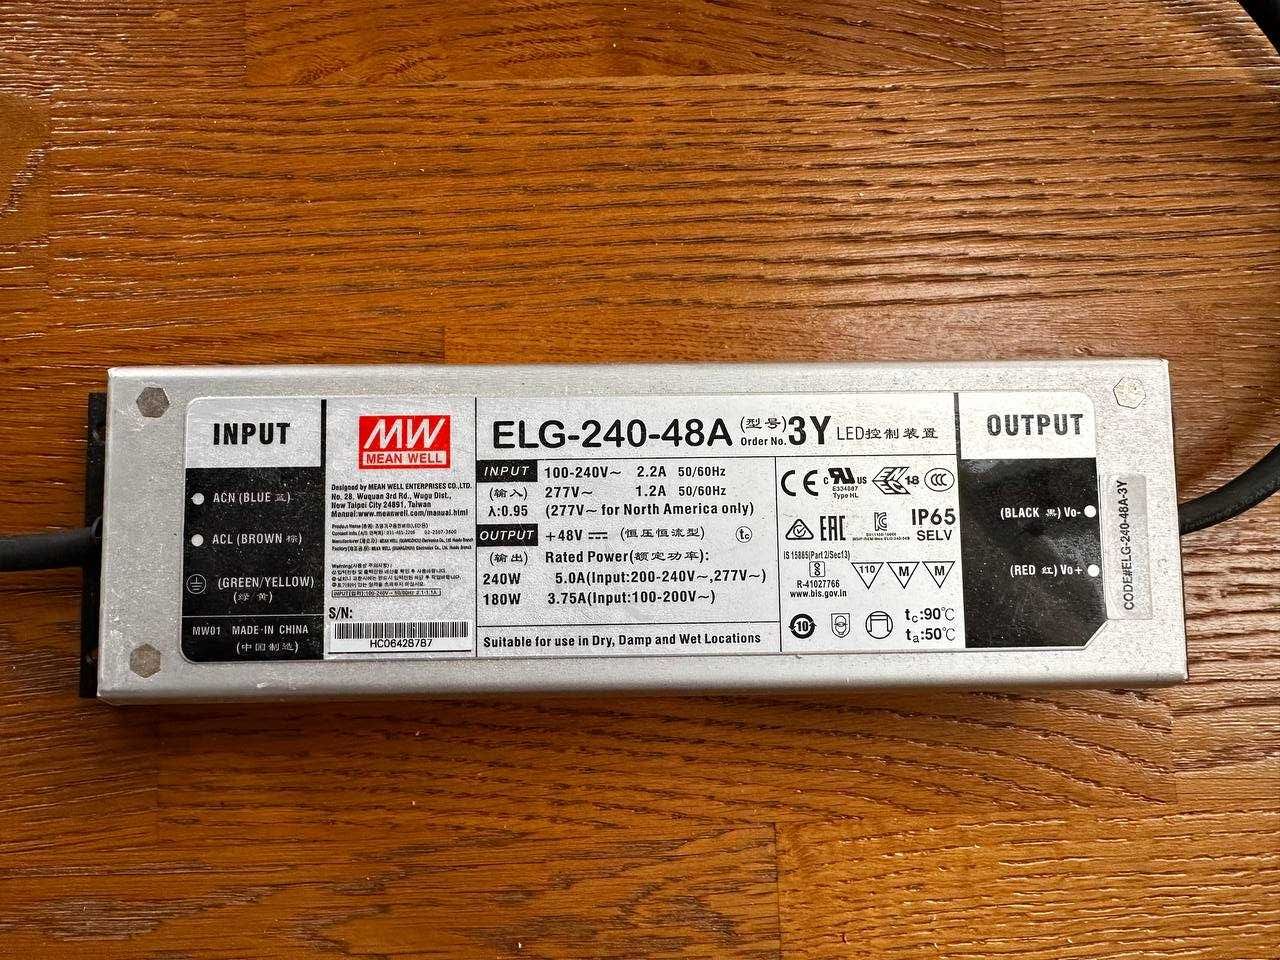 INPUT
ACN (BLUE 蓝)
ACL (BROWN 棕)
(GREEN/YELLOW)
(绿 黄)
MW01 MADE IN CHINA
(中国制造)
MW
MEAN WELL
Designed by MEAN WELL ENTERPRISES CO.,LTD.
No. 28, Wuquan 3rd Rd., Wugu Dist.,
New Taipei City 24891, Taiwan
Manual:www.meanwell.com/manual.html
S/N:
HC06428787
ELG-240-48A (型号) Order No. 3Y LED控制装置
INPUT 100-240V~ 2.2A 50/60Hz
(输入) 277V~ 1.2A 50/60Hz
λ:0.95 (277V~ for North America only)
OUTPUT +48V (恒压恒流型) tc
(输出) Rated Power(额定功率):
240W 5.0A(Input:200-240V~,277V~)
180W 3.75A(Input:100-200V~)
Suitable for use in Dry, Damp and Wet Locations
CE c RU US
E334687
Type HL
18
CCC
EAC
IP65
SELV
IS 15885(Part 2/Sec13)
R-41027766
www.bis.gov.in
110 M M
10
tc:90℃
ta:50℃
OUTPUT
(BLACK 黑) Vo-
(RED 红) Vo+
CODE#ELG-240-48A-3Y